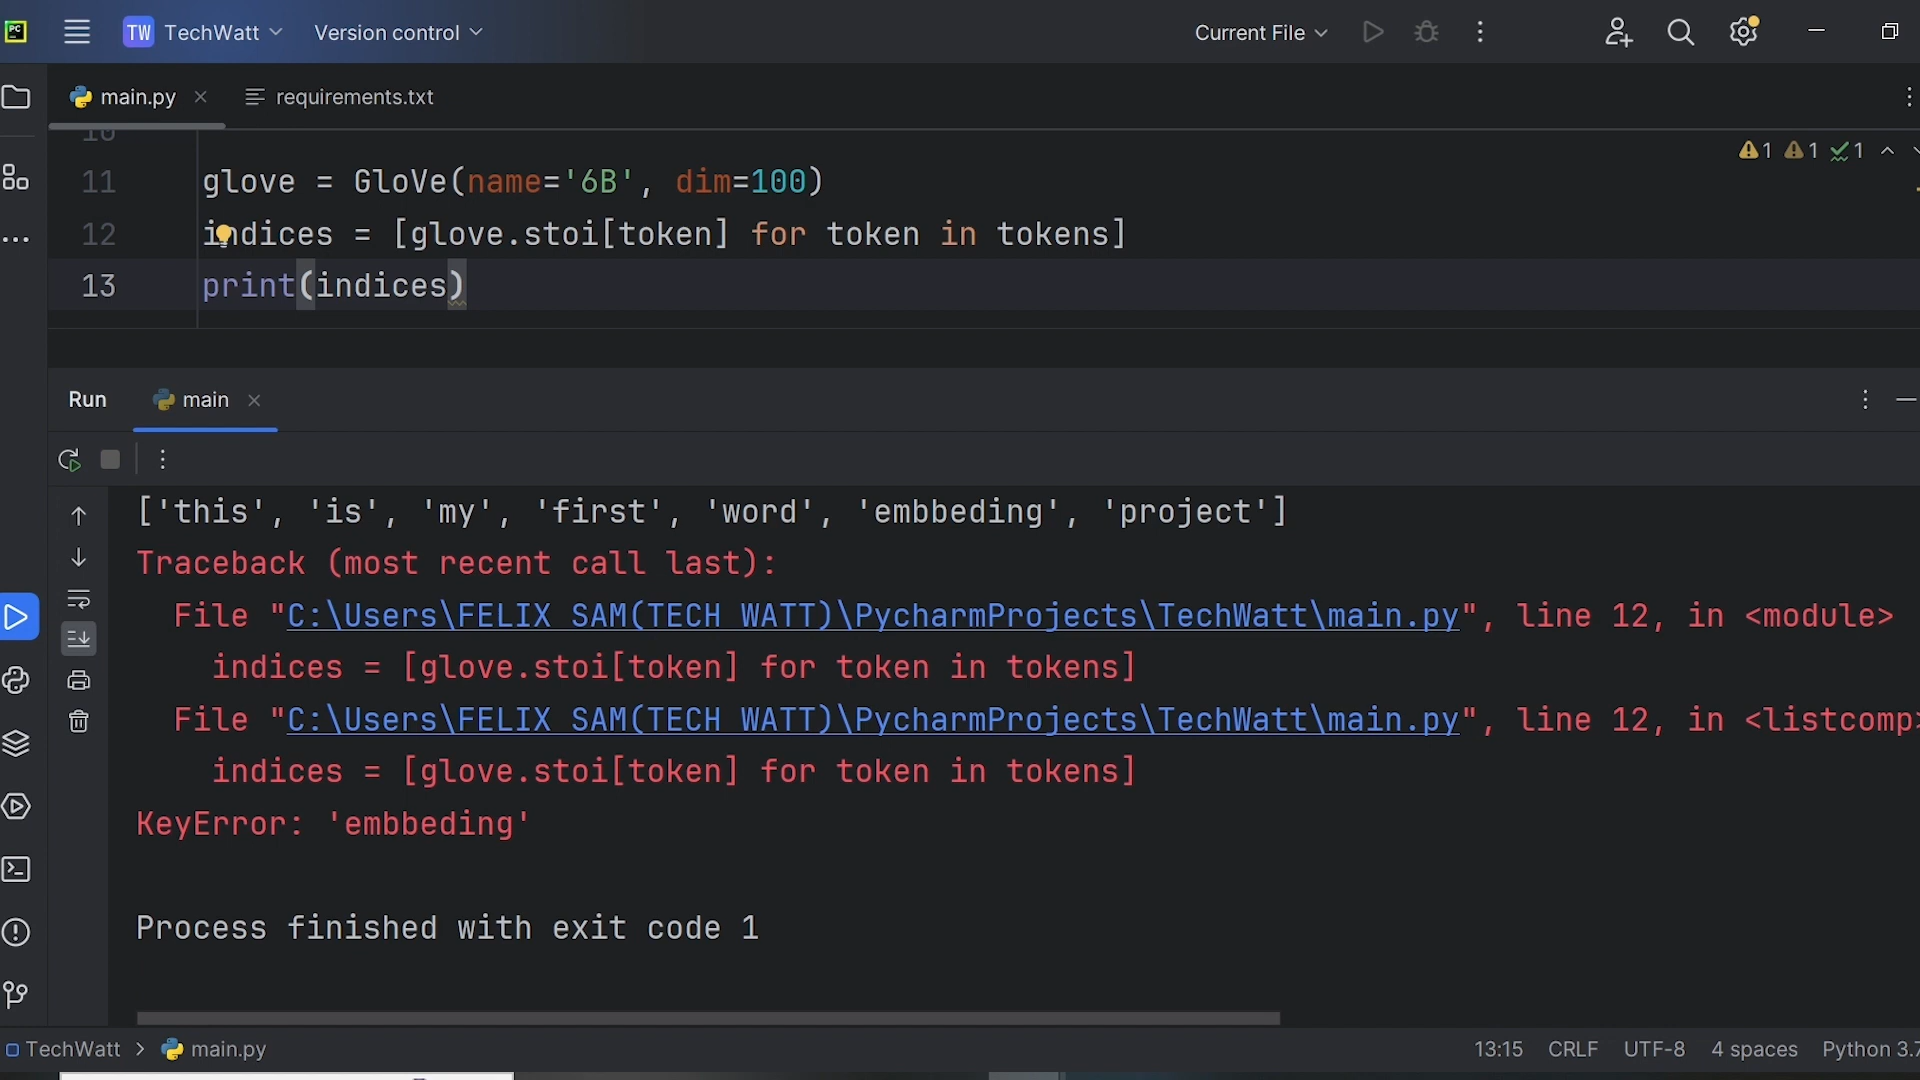 PC
TW TechWatt Version control Current File
main.py requirements.txt
10
11 glove = GloVe(name='6B', dim=100)
1 1 1
12 indices = [glove.stoi[token] for token in tokens]
13 print(indices)
Run main
['this', 'is', 'my', 'first', 'word', 'embbeding', 'project']
Traceback (most recent call last):
File "C:\Users\FELIX SAM(TECH WATT)\PycharmProjects\TechWatt\main.py", line 12, in <module>
indices = [glove.stoi[token] for token in tokens]
File "C:\Users\FELIX SAM(TECH WATT)\PycharmProjects\TechWatt\main.py", line 12, in <listcomp>
indices = [glove.stoi[token] for token in tokens]
KeyError: 'embbeding'
Process finished with exit code 1
TechWatt > main.py 13:15 CRLF UTF-8 4 spaces Python 3.7